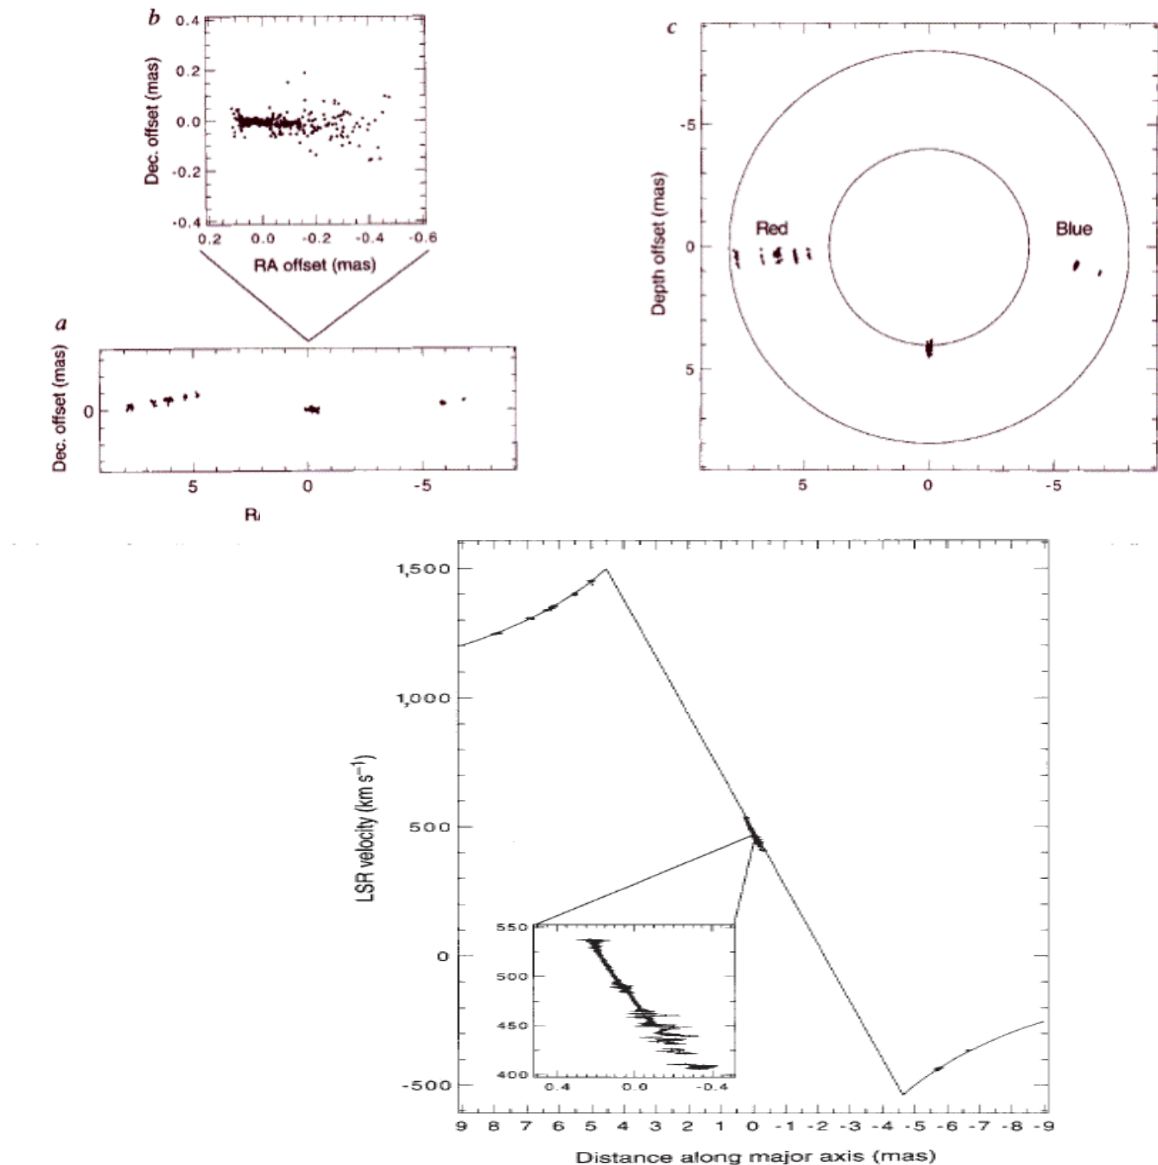 b
0.4
0.2
0.0
-0.2
-0.4
Dec. offset (mas)
0.2 0.0 -0.2 -0.4 -0.6
RA offset (mas)
a
Dec. offset (mas)
0
5 0 -5
c
Depth offset (mas)
-5
0
5
Red
Blue
5 0 -5
LSR velocity (km s⁻¹)
1,500
1,000
500
0
-500
550
500
450
400
0.4 0.0 -0.4
9 8 7 6 5 4 3 2 1 0 -1 -2 -3 -4 -5 -6 -7 -8 -9
Distance along major axis (mas)